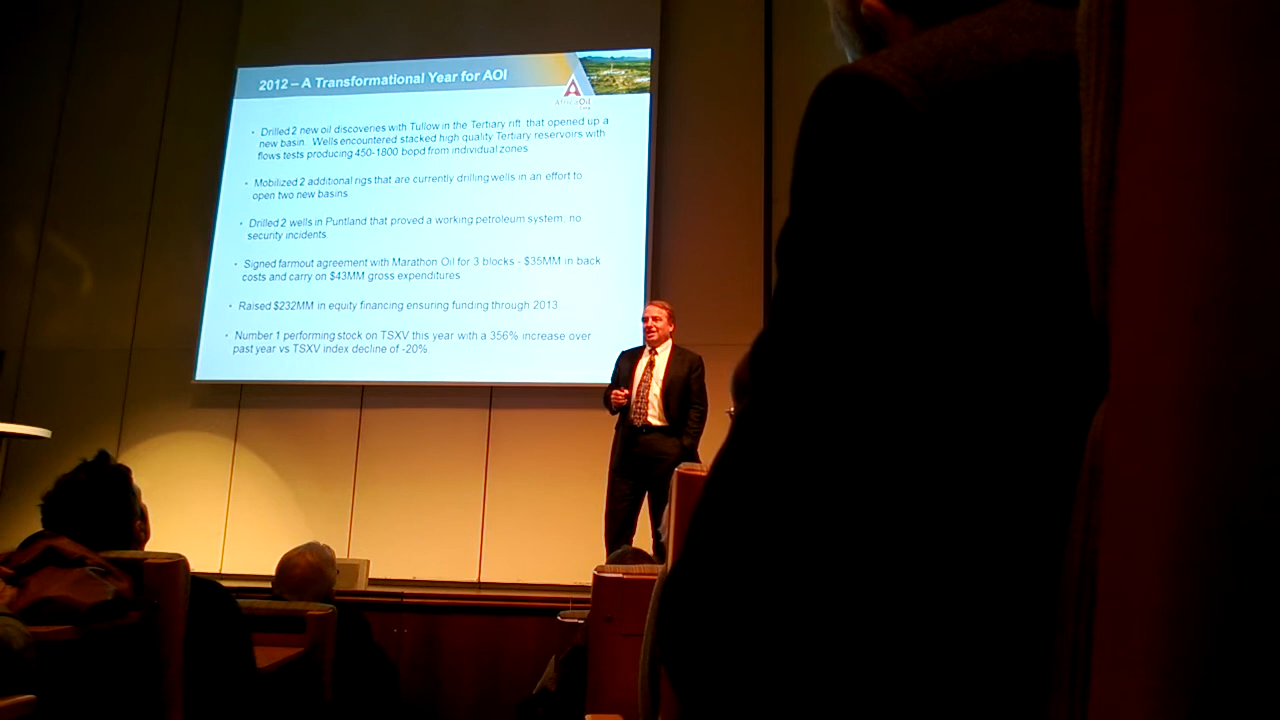 2012 – A Transformational Year for AOI
AfricaOil
Corp
• Drilled 2 new oil discoveries with Tullow in the Tertiary rift that opened up a
new basin. Wells encountered stacked high quality Tertiary reservoirs with
flows tests producing 450-1800 bopd from individual zones
• Mobilized 2 additional rigs that are currently drilling wells in an effort to
open two new basins
• Drilled 2 wells in Puntland that proved a working petroleum system, no
security incidents
• Signed farmout agreement with Marathon Oil for 3 blocks - $35MM in back
costs and carry on $43MM gross expenditures
• Raised $232MM in equity financing ensuring funding through 2013
• Number 1 performing stock on TSXV this year with a 356% increase over
past year vs TSXV index decline of -20%